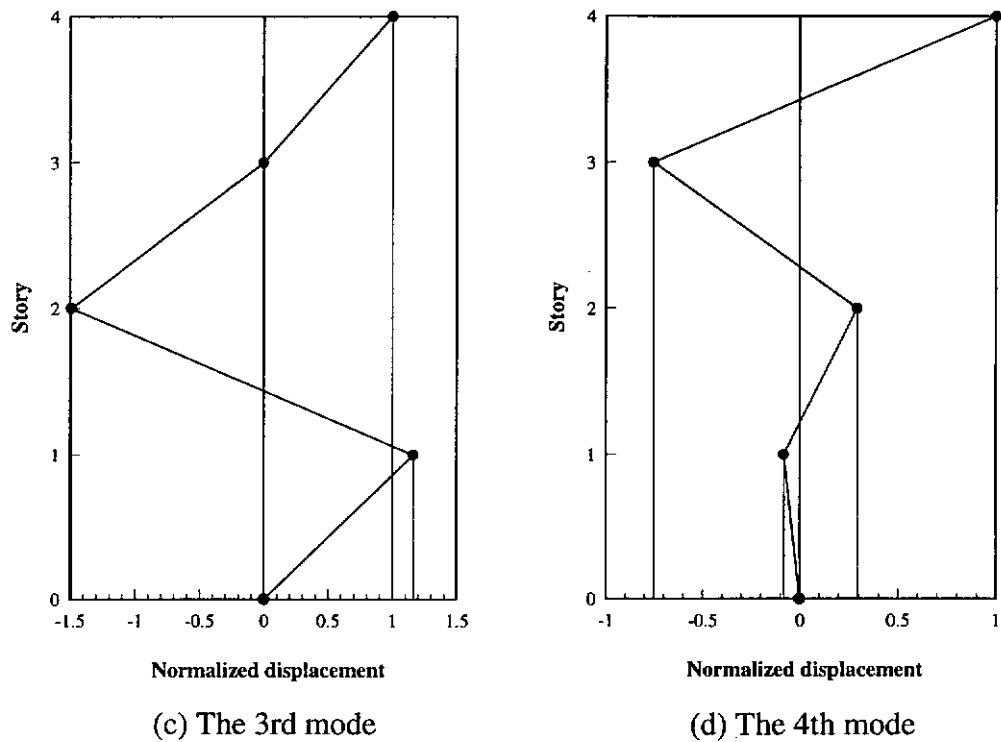 4
3
2
1
0
Story
-1.5 -1 -0.5 0 0.5 1 1.5
Normalized displacement
(c) The 3rd mode
4
3
2
1
0
Story
-1 -0.5 0 0.5 1
Normalized displacement
(d) The 4th mode